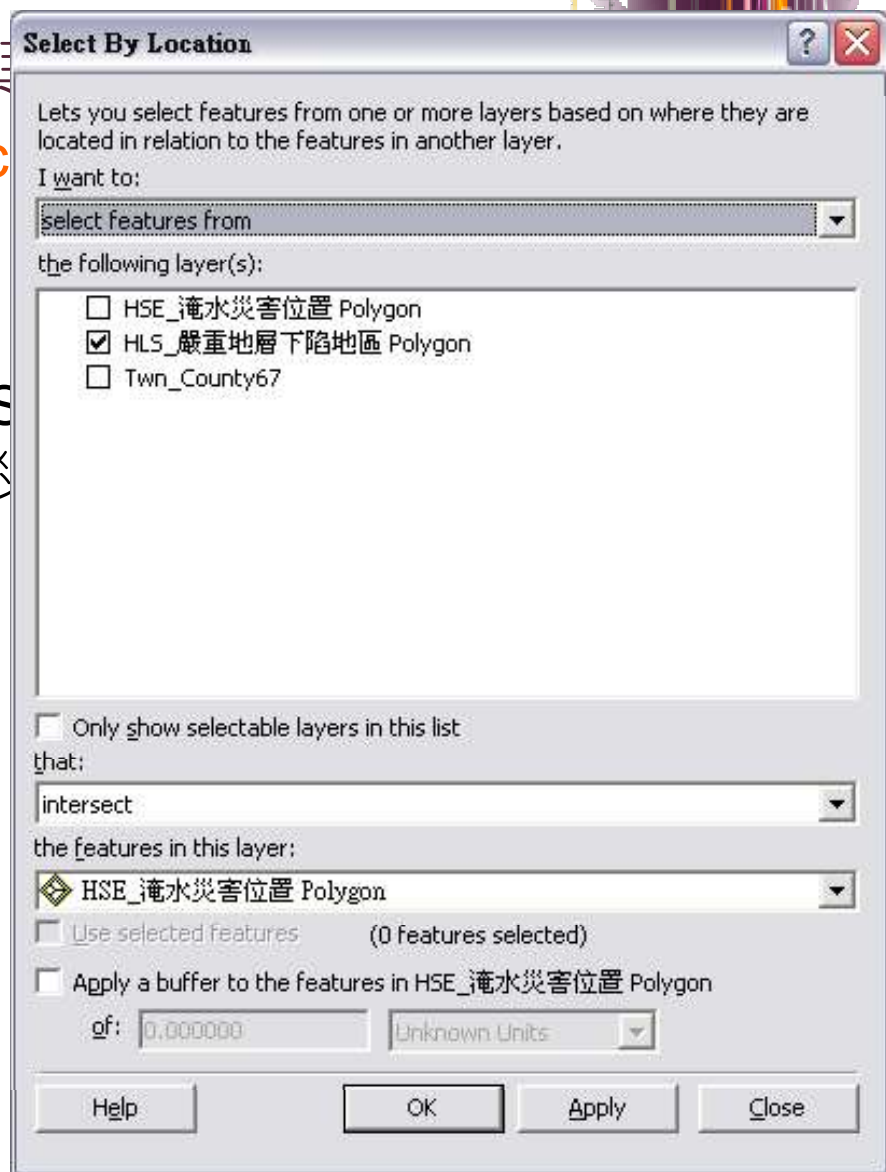 Select By Location
Lets you select features from one or more layers based on where they are
located in relation to the features in another layer.
I want to:
select features from
the following layer(s):
HSE_淹水災害位置 Polygon
HLS_嚴重地層下陷地區 Polygon
Twn_County67
Only show selectable layers in this list
that:
intersect
the features in this layer:
HSE_淹水災害位置 Polygon
Use selected features (0 features selected)
Apply a buffer to the features in HSE_淹水災害位置 Polygon
of: 0.000000 Unknown Units
Help OK Apply Close